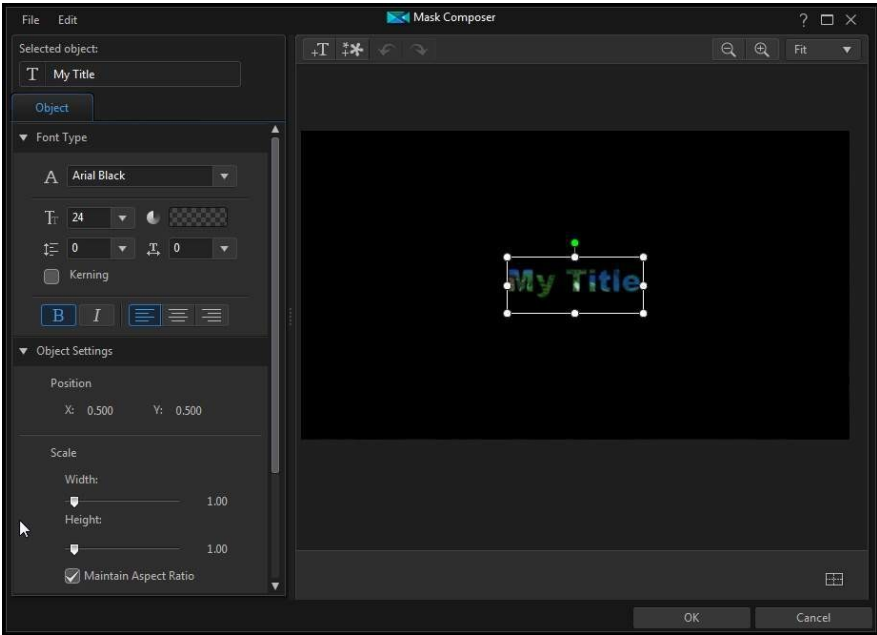 File Edit
Mask Composer
?
Selected object:
T My Title
+T
Fit
Object
Font Type
A Arial Black
TT 24
0 T 0
Kerning
B I
Object Settings
Position
X: 0.500 Y: 0.500
Scale
Width:
1.00
Height:
1.00
Maintain Aspect Ratio
My Title
OK Cancel